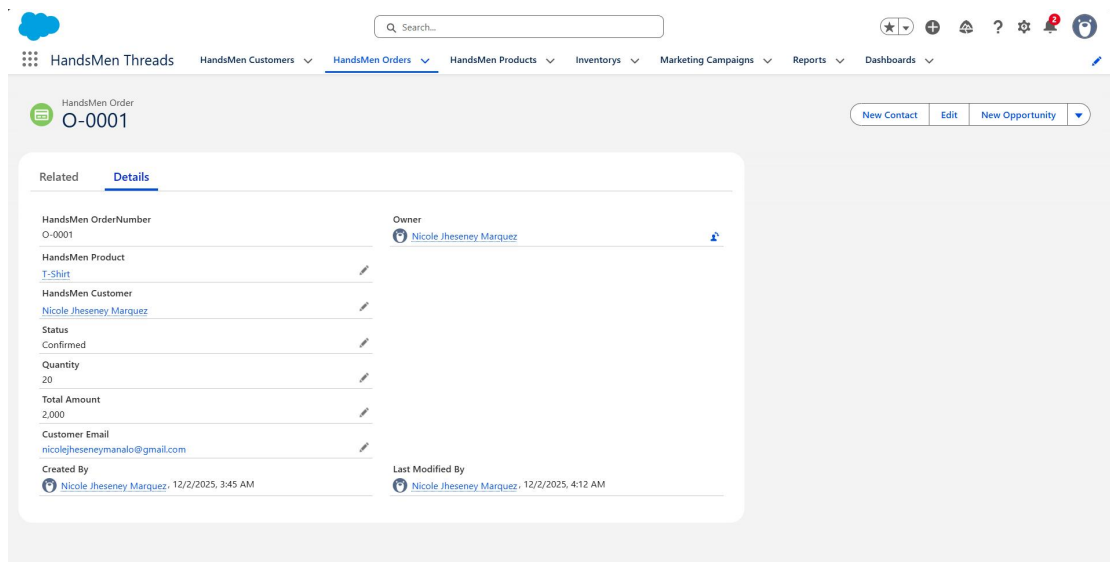 Search...
2
HandsMen Threads HandsMen Customers HandsMen Orders HandsMen Products Inventorys Marketing Campaigns Reports Dashboards
HandsMen Order
O-0001
New Contact Edit New Opportunity
Related Details
HandsMen OrderNumber Owner
O-0001 Nicole Jheseney Marquez
HandsMen Product
T-Shirt
HandsMen Customer
Nicole Jheseney Marquez
Status
Confirmed
Quantity
20
Total Amount
2,000
Customer Email
nicolejheseneymanalo@gmail.com
Created By Last Modified By
Nicole Jheseney Marquez, 12/2/2025, 3:45 AM Nicole Jheseney Marquez, 12/2/2025, 4:12 AM